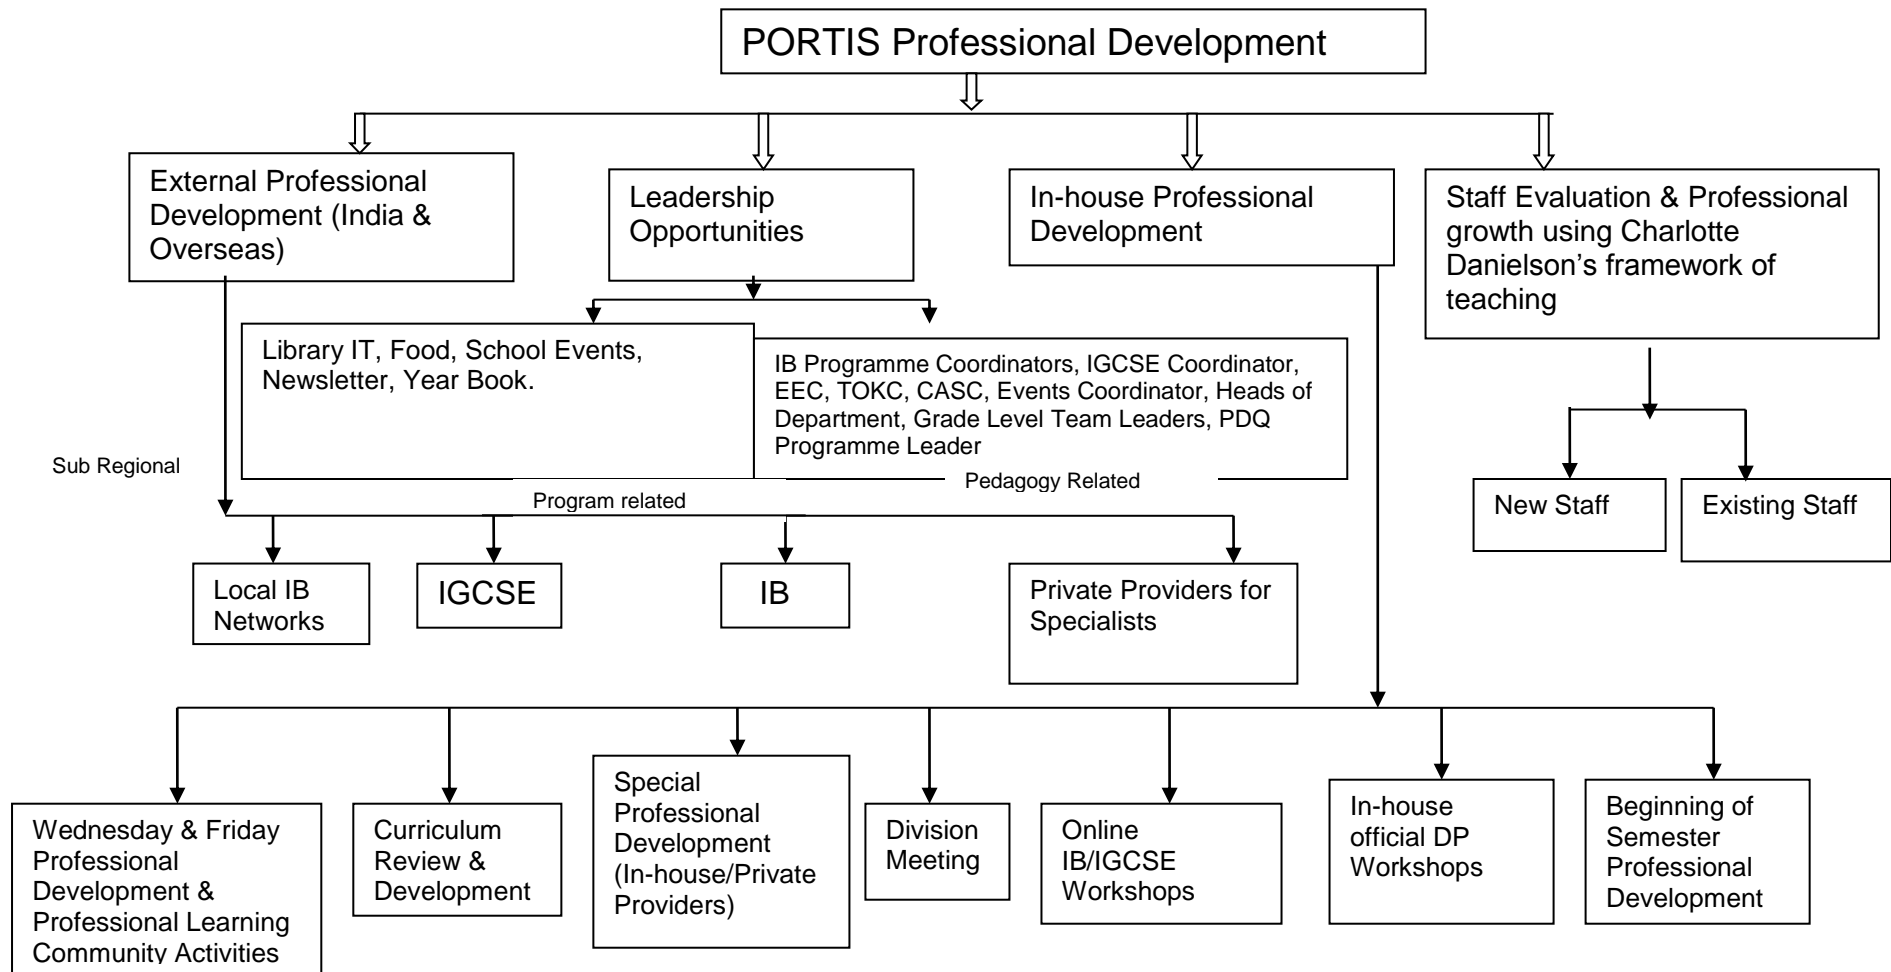 PORTIS Professional Development
External Professional
Development (India &
Overseas)
Leadership
Opportunities
In-house Professional
Development
Staff Evaluation & Professional
growth using Charlotte
Danielson’s framework of
teaching
Library IT, Food, School Events,
Newsletter, Year Book.
IB Programme Coordinators, IGCSE Coordinator,
EEC, TOKC, CASC, Events Coordinator, Heads of
Department, Grade Level Team Leaders, PDQ
Programme Leader
Sub Regional
Program related
Pedagogy Related
New Staff
Existing Staff
Local IB
Networks
IGCSE
IB
Private Providers for
Specialists
Wednesday & Friday
Professional
Development &
Professional Learning
Community Activities
Curriculum
Review &
Development
Special
Professional
Development
(In-house/Private
Providers)
Division
Meeting
Online
IB/IGCSE
Workshops
In-house
official DP
Workshops
Beginning of
Semester
Professional
Development